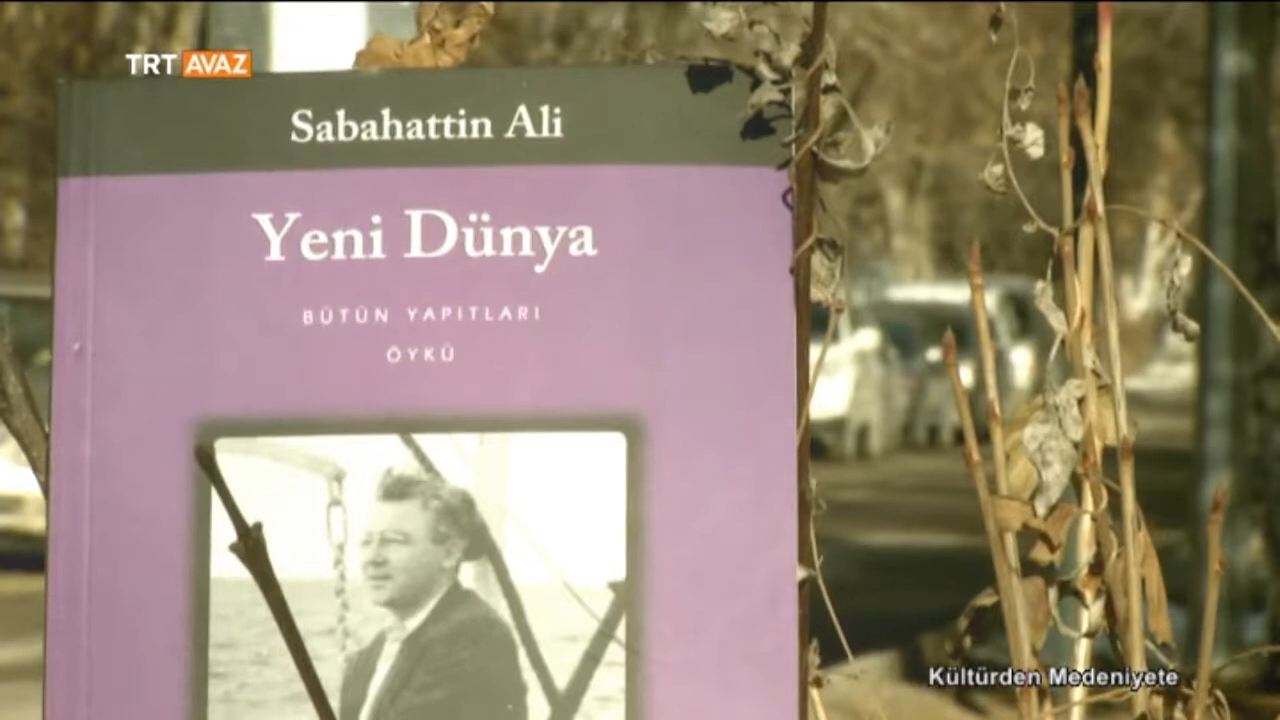 TRT AVAZ
Sabahattin Ali
Yeni Dünya
BÜTÜN YAPITLARI
ÖYKÜ
Kültürden Medeniyete